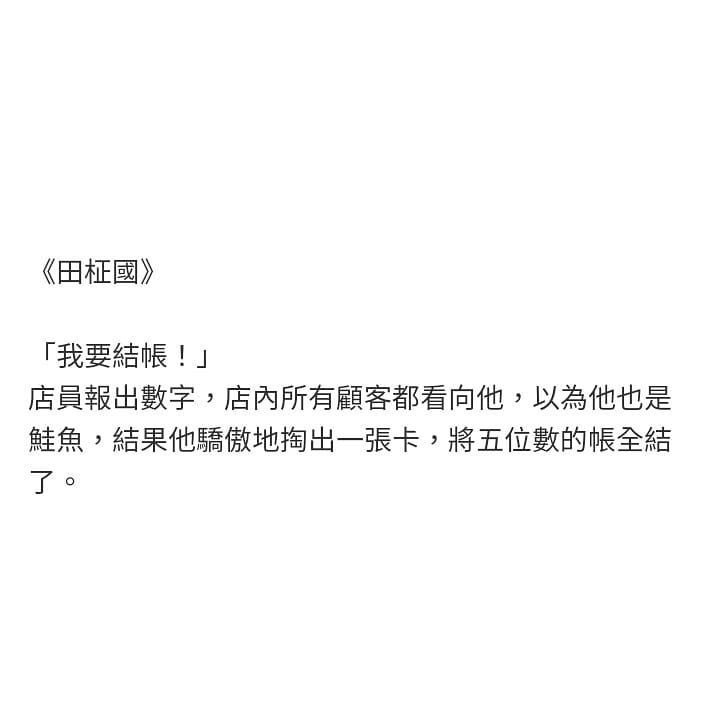 《田柾國》
「我要結帳！」
店員報出數字，店內所有顧客都看向他，以為他也是
鮭魚，結果他驕傲地掏出一張卡，將五位數的帳全結
了。